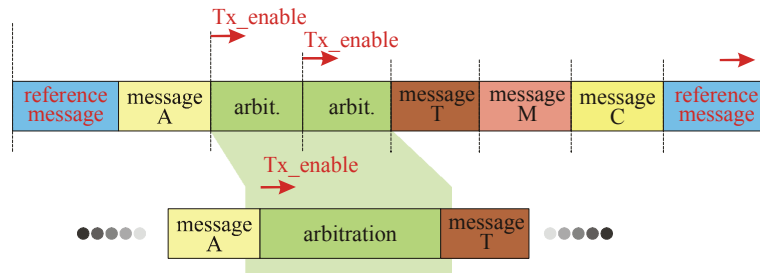 Tx_enable
Tx_enable
reference
message
message
A
arbit.
arbit.
message
T
message
M
message
C
reference
message
Tx_enable
message
A
arbitration
message
T